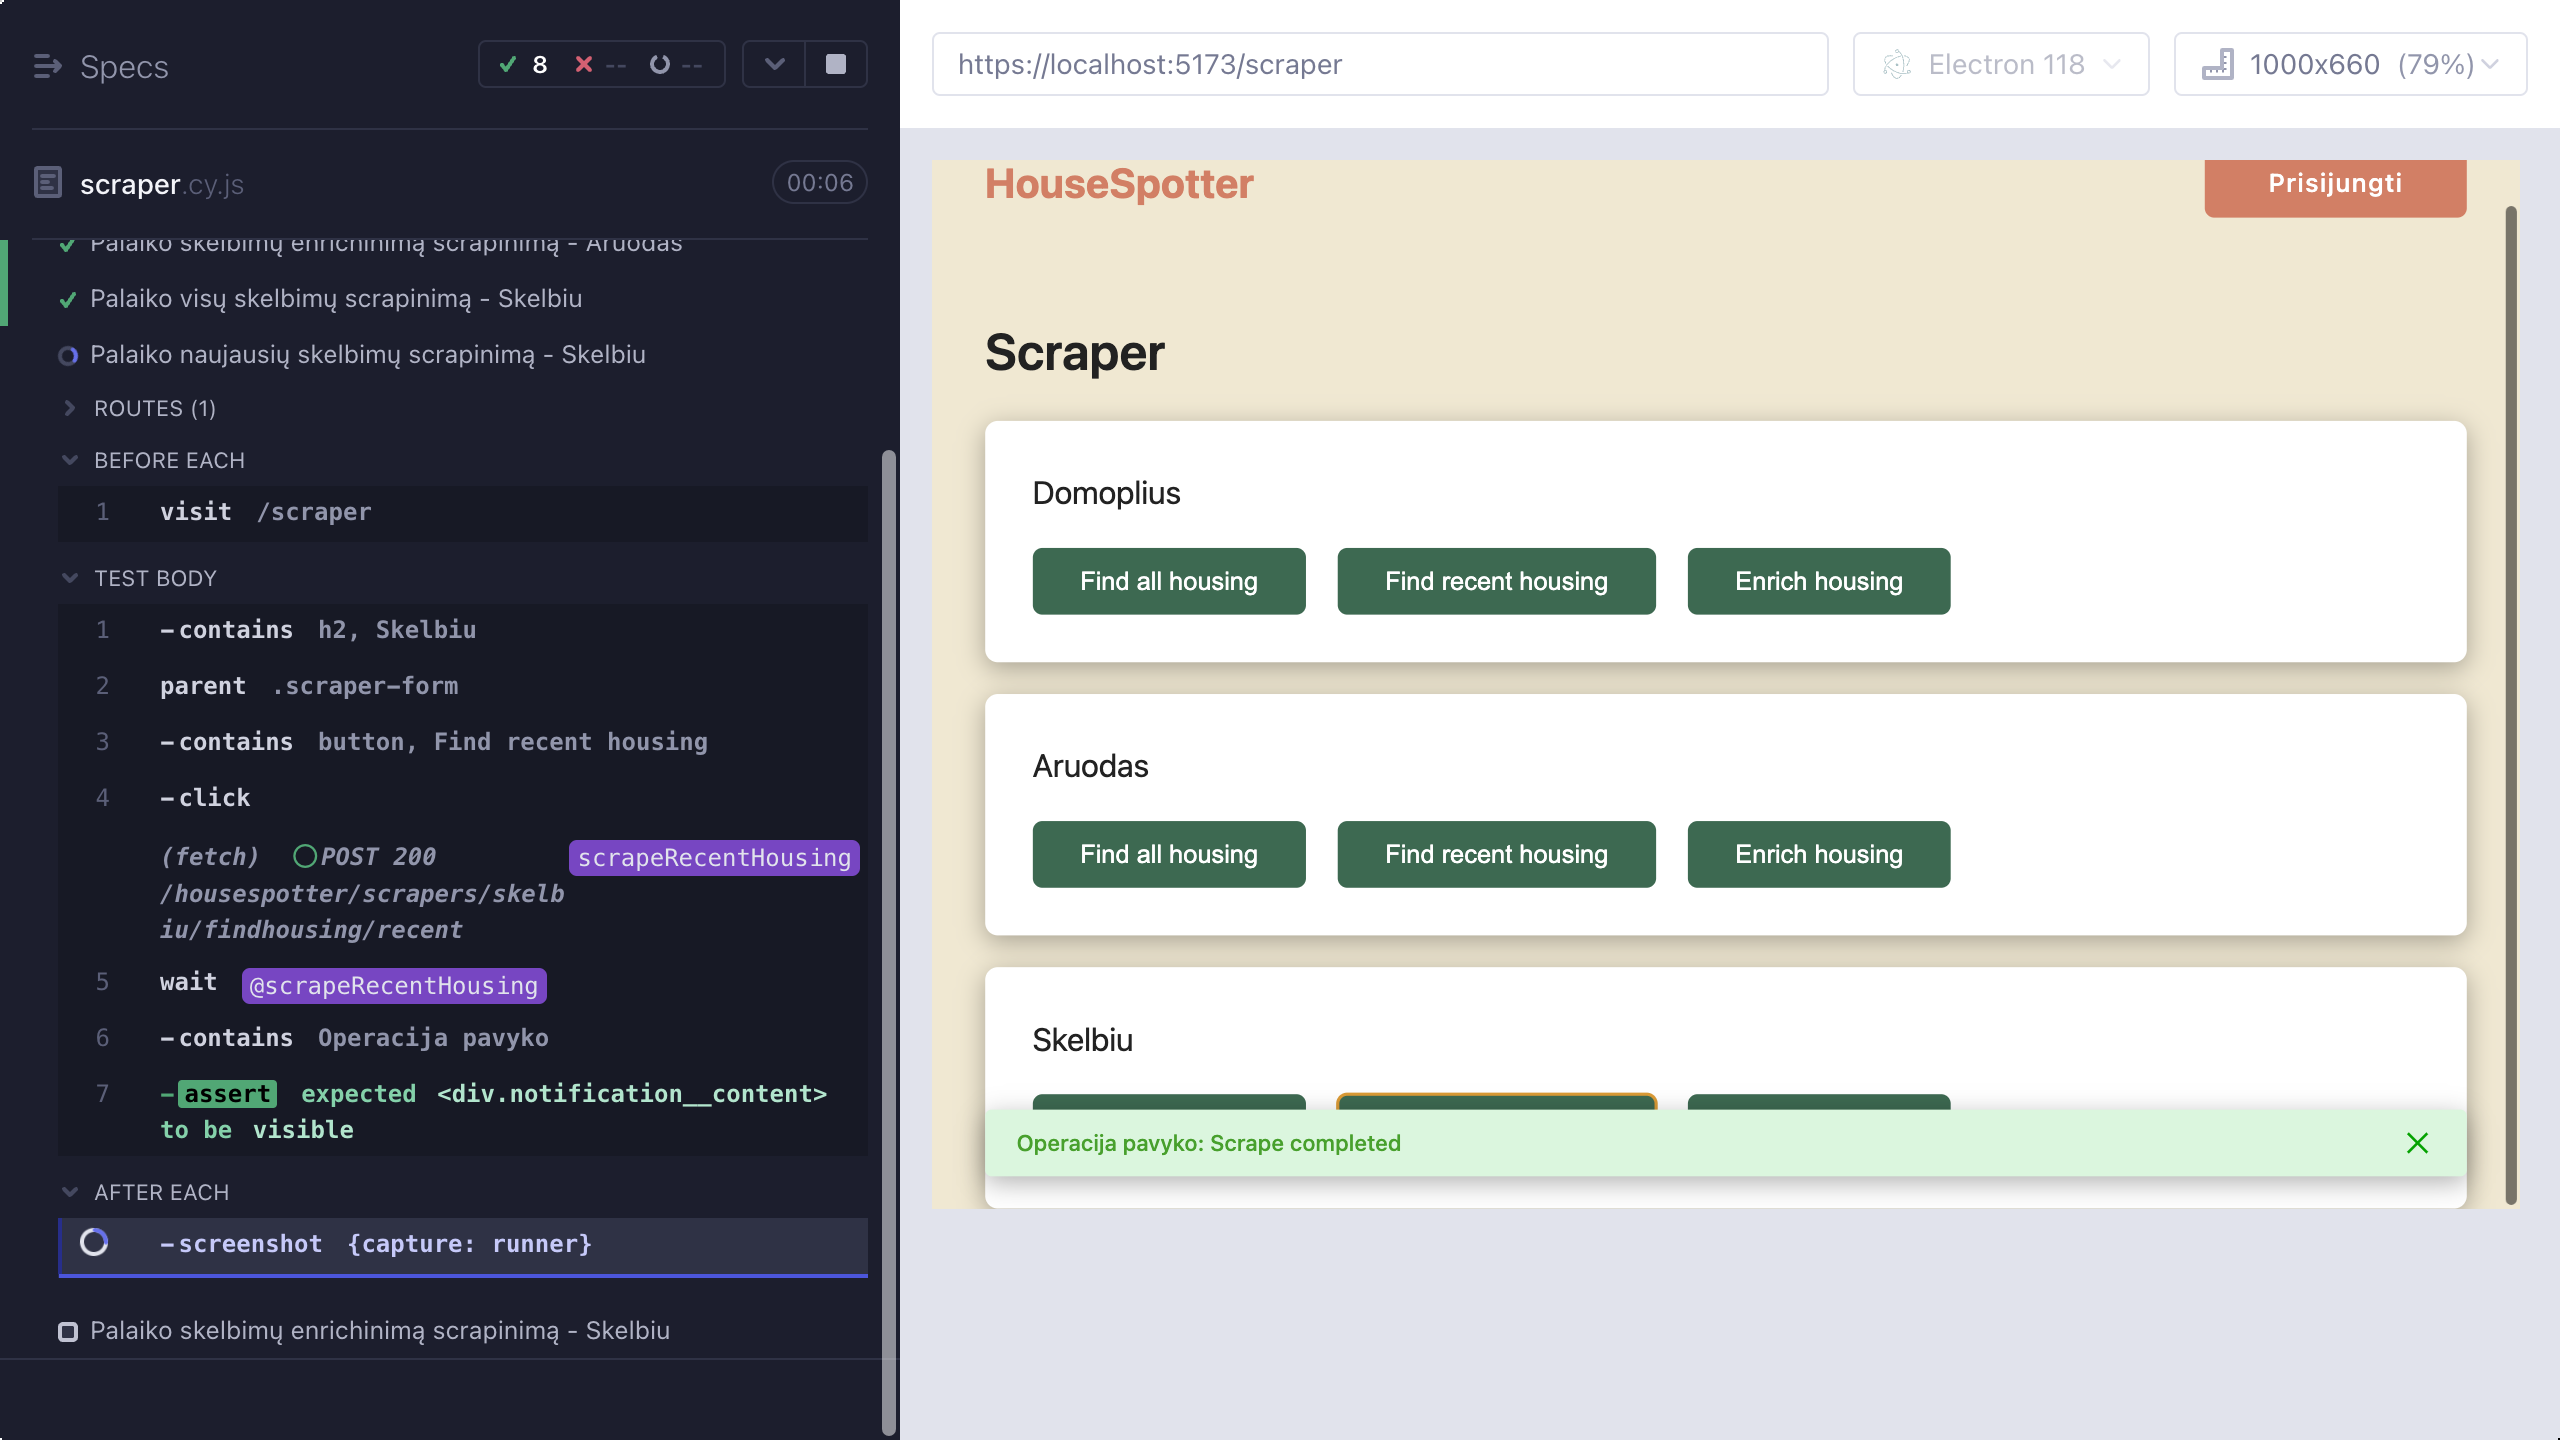 Specs
8 -- --
scraper.cy.js
00:06
Palaiko skelbimų enrichinimą scrapinimą - Aruodas
Palaiko visų skelbimų scrapinimą - Skelbiu
Palaiko naujausių skelbimų scrapinimą - Skelbiu
ROUTES (1)
BEFORE EACH
1 visit /scraper
TEST BODY
1 -contains h2, Skelbiu
2 parent .scraper-form
3 -contains button, Find recent housing
4 -click
(fetch) POST 200 scrapeRecentHousing
/housespotter/scrapers/skelb
iu/findhousing/recent
5 wait @scrapeRecentHousing
6 -contains Operacija pavyko
7 -assert expected <div.notification__content>
to be visible
AFTER EACH
-screenshot {capture: runner}
Palaiko skelbimų enrichinimą scrapinimą - Skelbiu
https://localhost:5173/scraper
Electron 118
1000x660 (79%)
HouseSpotter
Prisijungti
Scraper
Domoplius
Find all housing Find recent housing Enrich housing
Aruodas
Find all housing Find recent housing Enrich housing
Skelbiu
Operacija pavyko: Scrape completed